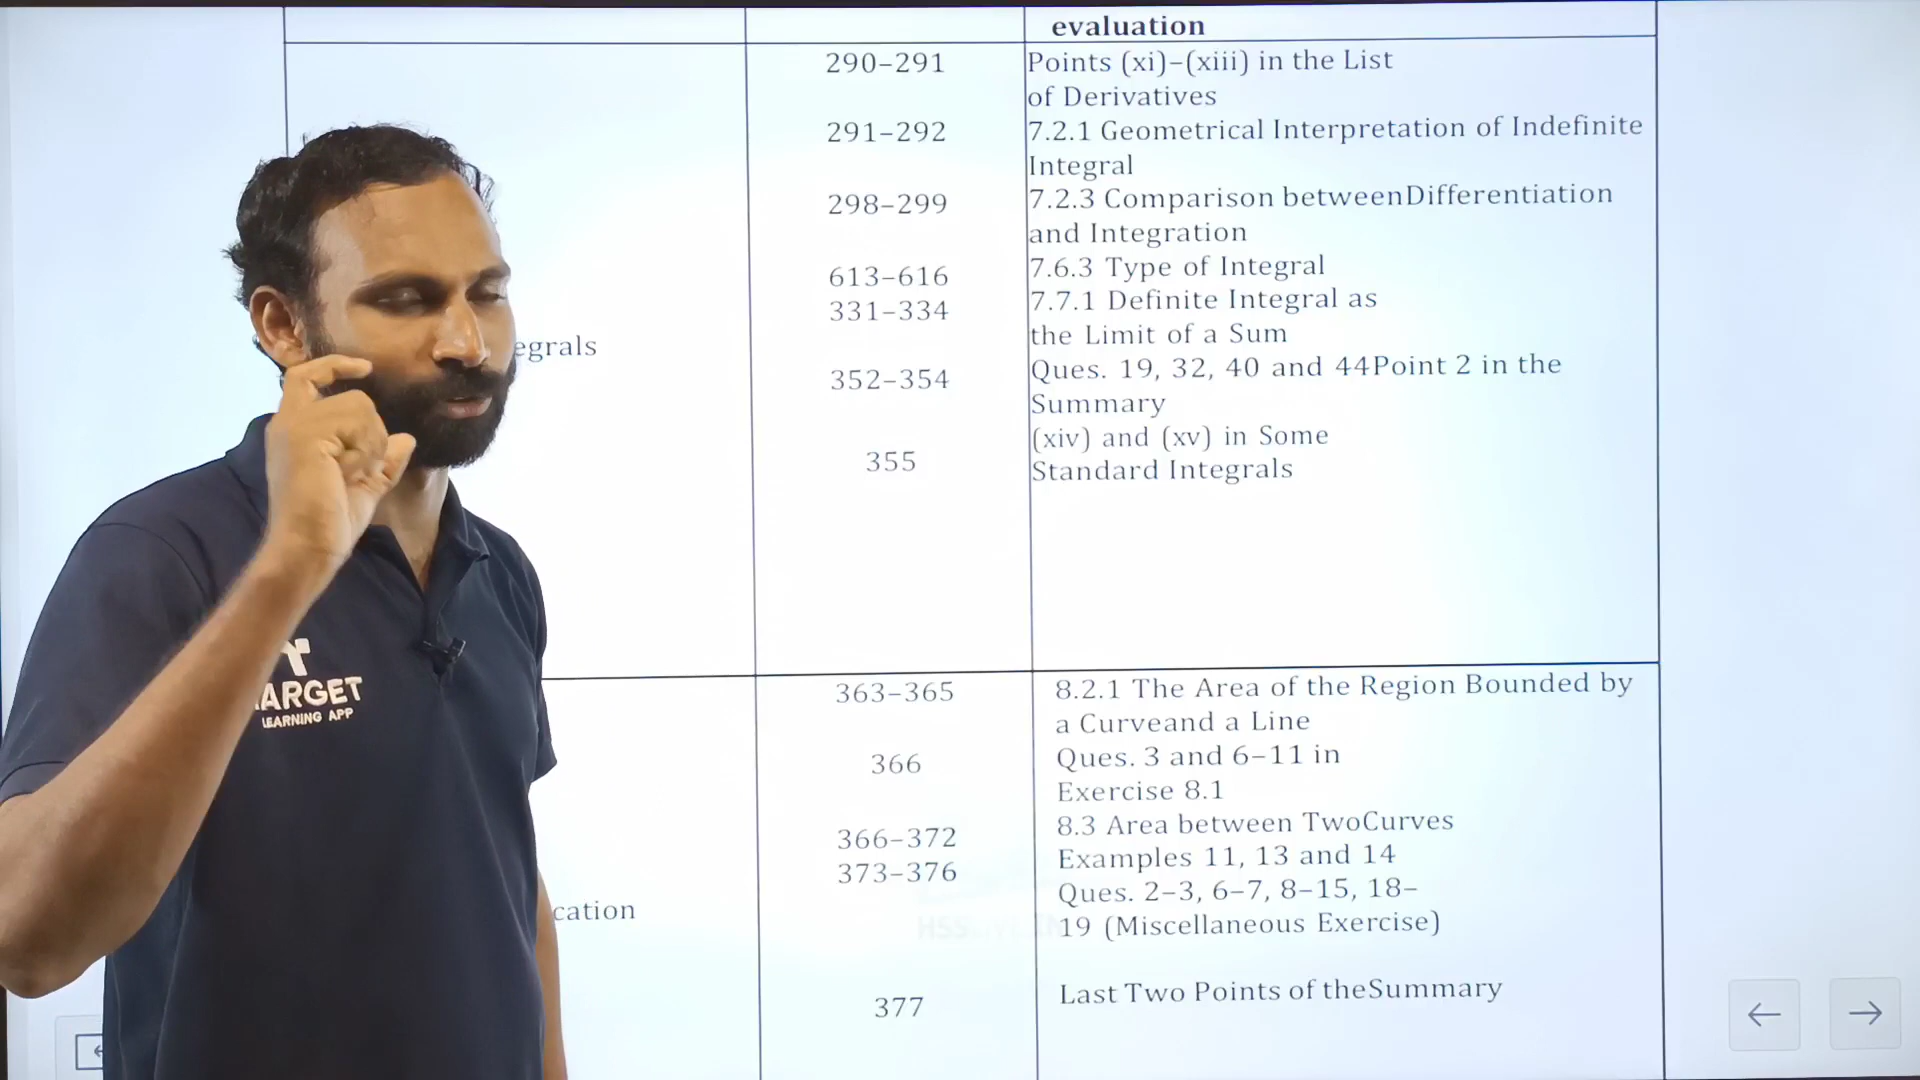 evaluation
290–291
Points (xi)–(xiii) in the List
of Derivatives
291–292
7.2.1 Geometrical Interpretation of Indefinite
Integral
298–299
7.2.3 Comparison betweenDifferentiation
and Integration
613–616
7.6.3 Type of Integral
331–334
7.7.1 Definite Integral as
the Limit of a Sum
egrals
352–354
Ques. 19, 32, 40 and 44Point 2 in the
Summary
(xiv) and (xv) in Some
355
Standard Integrals
363–365
8.2.1 The Area of the Region Bounded by
a Curveand a Line
366
Ques. 3 and 6–11 in
Exercise 8.1
366–372
8.3 Area between TwoCurves
373–376
Examples 11, 13 and 14
Ques. 2–3, 6–7, 8–15, 18–
cation
19 (Miscellaneous Exercise)
377
Last Two Points of theSummary
ARGET
LEARNING APP